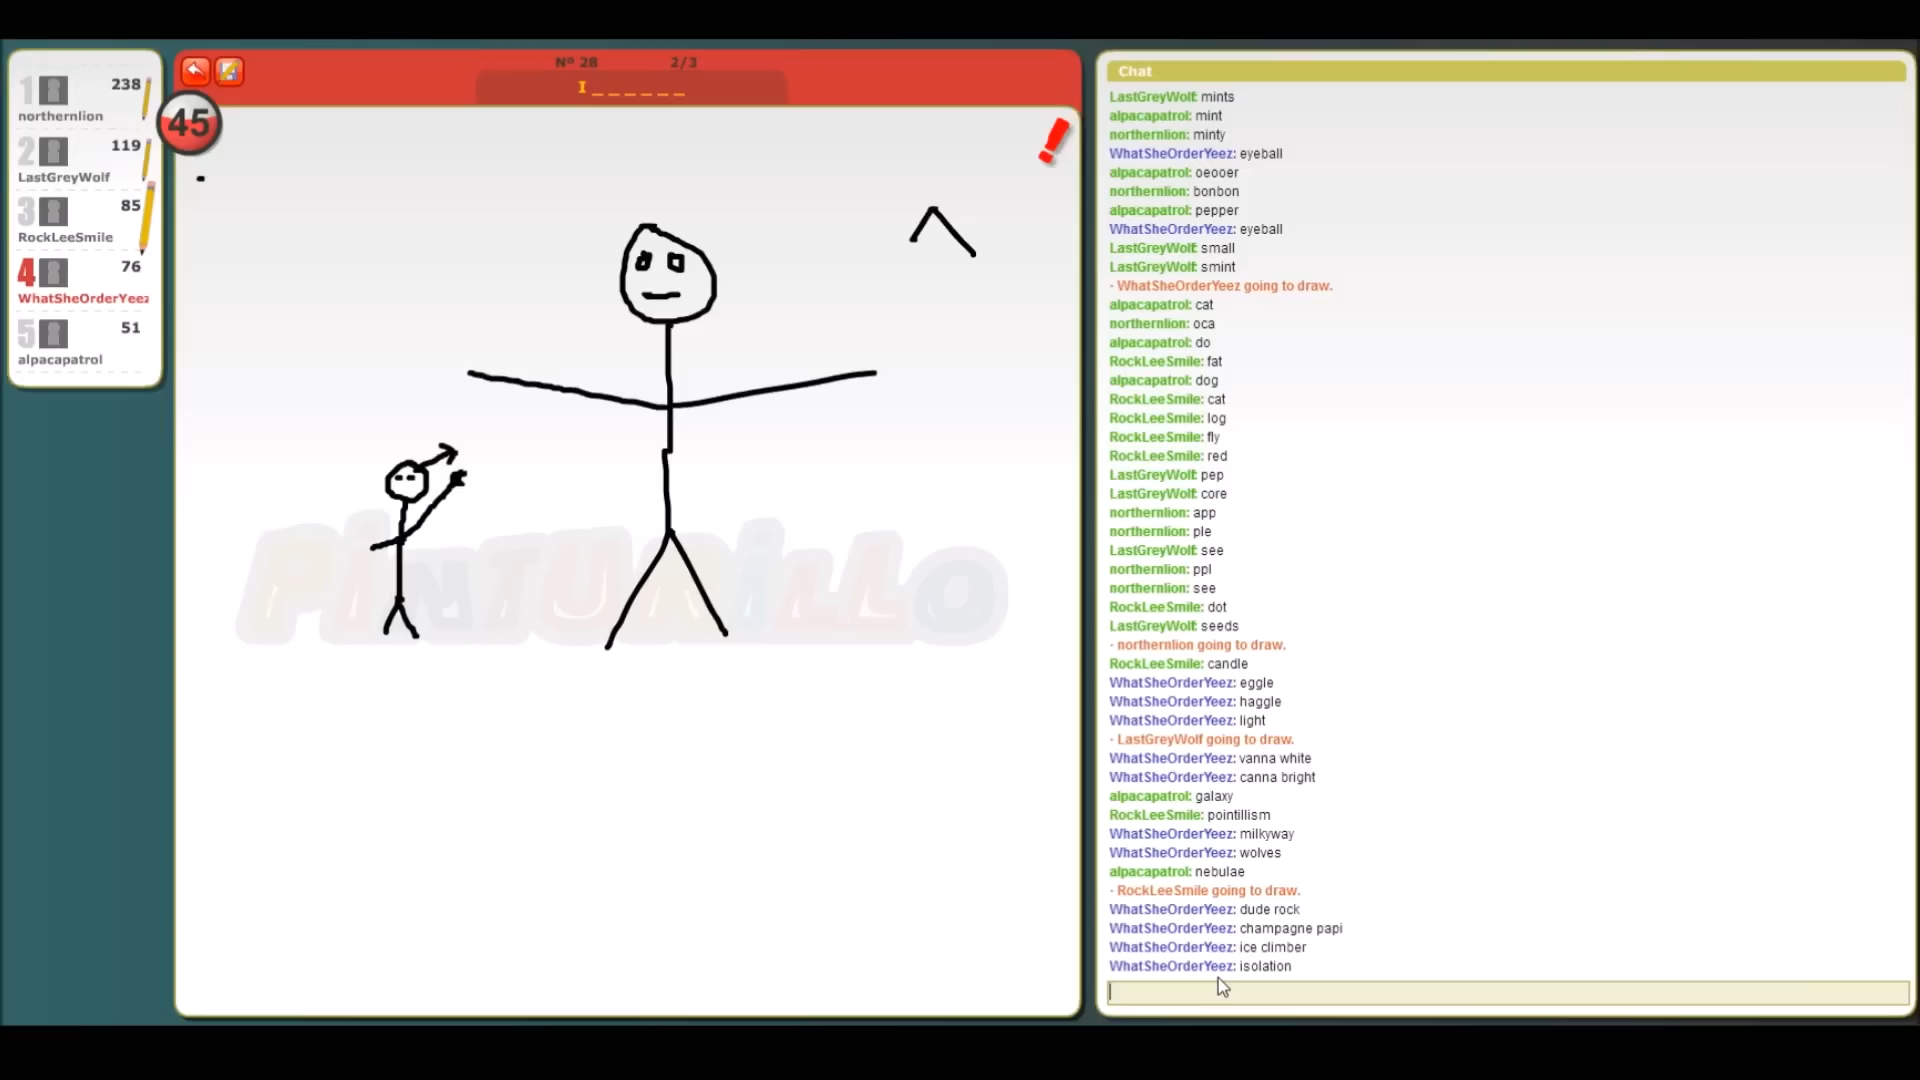 1 238
northernlion
2 119
LastGreyWolf
3 85
RockLeeSmile
4 76
WhatSheOrderYeez
5 51
alpacapatrol
45
Nº 28 2/3
I _ _ _ _ _ _
PiNTURiLLO
Chat
LastGreyWolf: mints
alpacapatrol: mint
northernlion: minty
WhatSheOrderYeez: eyeball
alpacapatrol: oeooer
northernlion: bonbon
alpacapatrol: pepper
WhatSheOrderYeez: eyeball
LastGreyWolf: small
LastGreyWolf: smint
· WhatSheOrderYeez going to draw.
alpacapatrol: cat
northernlion: oca
alpacapatrol: do
RockLeeSmile: fat
alpacapatrol: dog
RockLeeSmile: cat
RockLeeSmile: log
RockLeeSmile: fly
RockLeeSmile: red
LastGreyWolf: pep
LastGreyWolf: core
northernlion: app
northernlion: ple
LastGreyWolf: see
northernlion: ppl
northernlion: see
RockLeeSmile: dot
LastGreyWolf: seeds
· northernlion going to draw.
RockLeeSmile: candle
WhatSheOrderYeez: eggle
WhatSheOrderYeez: haggle
WhatSheOrderYeez: light
· LastGreyWolf going to draw.
WhatSheOrderYeez: vanna white
WhatSheOrderYeez: canna bright
alpacapatrol: galaxy
RockLeeSmile: pointillism
WhatSheOrderYeez: milkyway
WhatSheOrderYeez: wolves
alpacapatrol: nebulae
· RockLeeSmile going to draw.
WhatSheOrderYeez: dude rock
WhatSheOrderYeez: champagne papi
WhatSheOrderYeez: ice climber
WhatSheOrderYeez: isolation